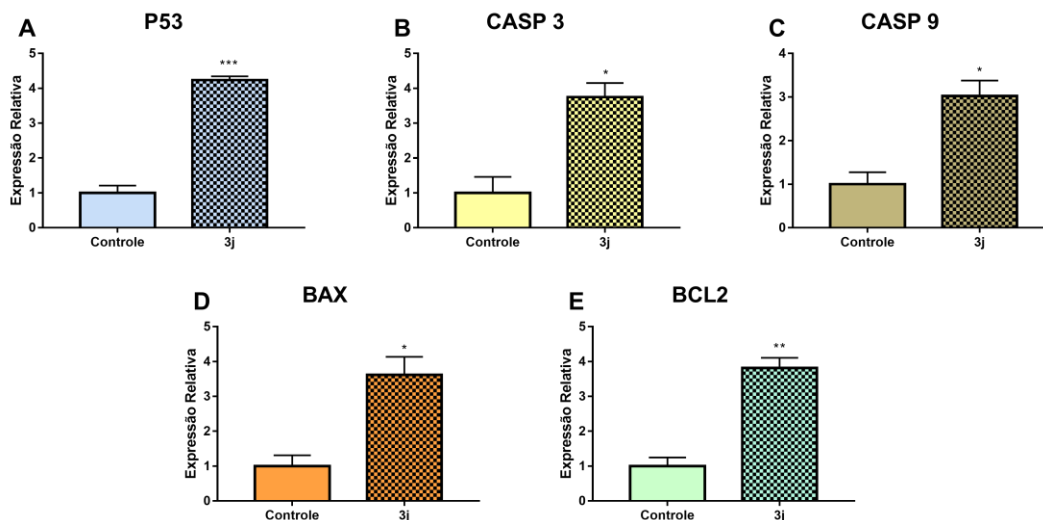 A
P53
Expressão Relativa
5
4
3
2
1
0
***
Controle
3j
B
CASP 3
Expressão Relativa
5
4
3
2
1
0
*
Controle
3j
C
CASP 9
Expressão Relativa
4
3
2
1
0
*
Controle
3j
D
BAX
Expressão Relativa
5
4
3
2
1
0
*
Controle
3j
E
BCL2
Expressão Relativa
5
4
3
2
1
0
**
Controle
3j